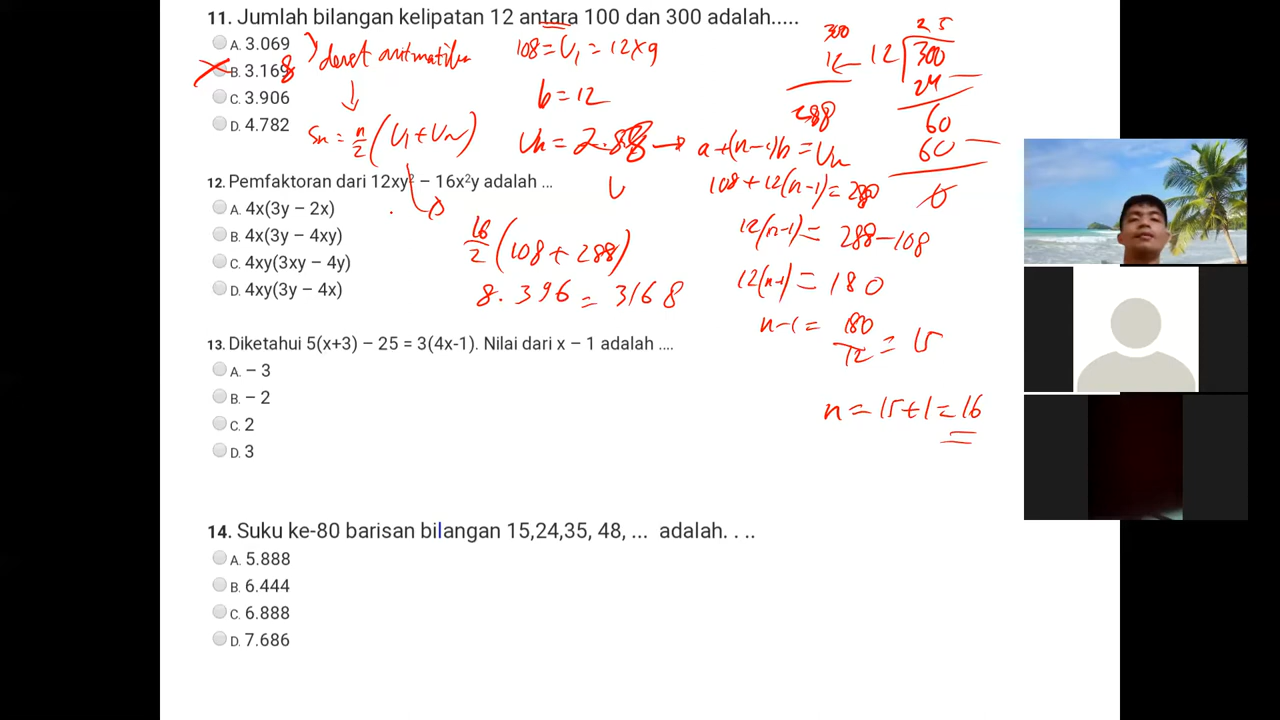 11. Jumlah bilangan kelipatan 12 antara 100 dan 300 adalah.....
A. 3.069
B. 3.168
C. 3.906
D. 4.782
deret aritmatika
Sn = n/2 (U1 + Un)
108 = U1 = 12 x 9
b = 12
Un = 2.88 → a + (n-1)b = Un
108 + 12(n-1) = 288
12(n-1) = 288 - 108
12(n-1) = 180
n-1 = 180/12 = 15
n = 15 + 1 = 16
16/2 (108 + 288)
8 . 396 = 3168
300
12
288
25
12 300
24
60
60
0
12. Pemfaktoran dari 12xy² – 16x²y adalah ...
A. 4x(3y – 2x)
B. 4x(3y – 4xy)
C. 4xy(3xy – 4y)
D. 4xy(3y – 4x)
13. Diketahui 5(x+3) – 25 = 3(4x-1). Nilai dari x – 1 adalah ....
A. – 3
B. – 2
C. 2
D. 3
14. Suku ke-80 barisan bilangan 15,24,35, 48, ... adalah. . ..
A. 5.888
B. 6.444
C. 6.888
D. 7.686